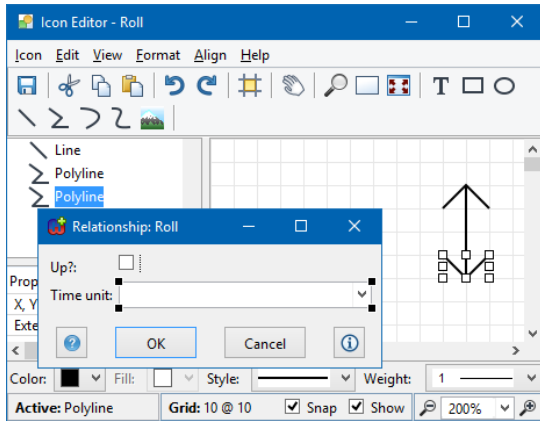 Icon Editor - Roll
Icon Edit View Format Align Help
T
Line
Polyline
Polyline
Relationship: Roll
Up?:
Prop
Time unit:
X, Y
Exte
OK Cancel
Color: Fill: Style: Weight: 1
Active: Polyline Grid: 10 @ 10 Snap Show 200%